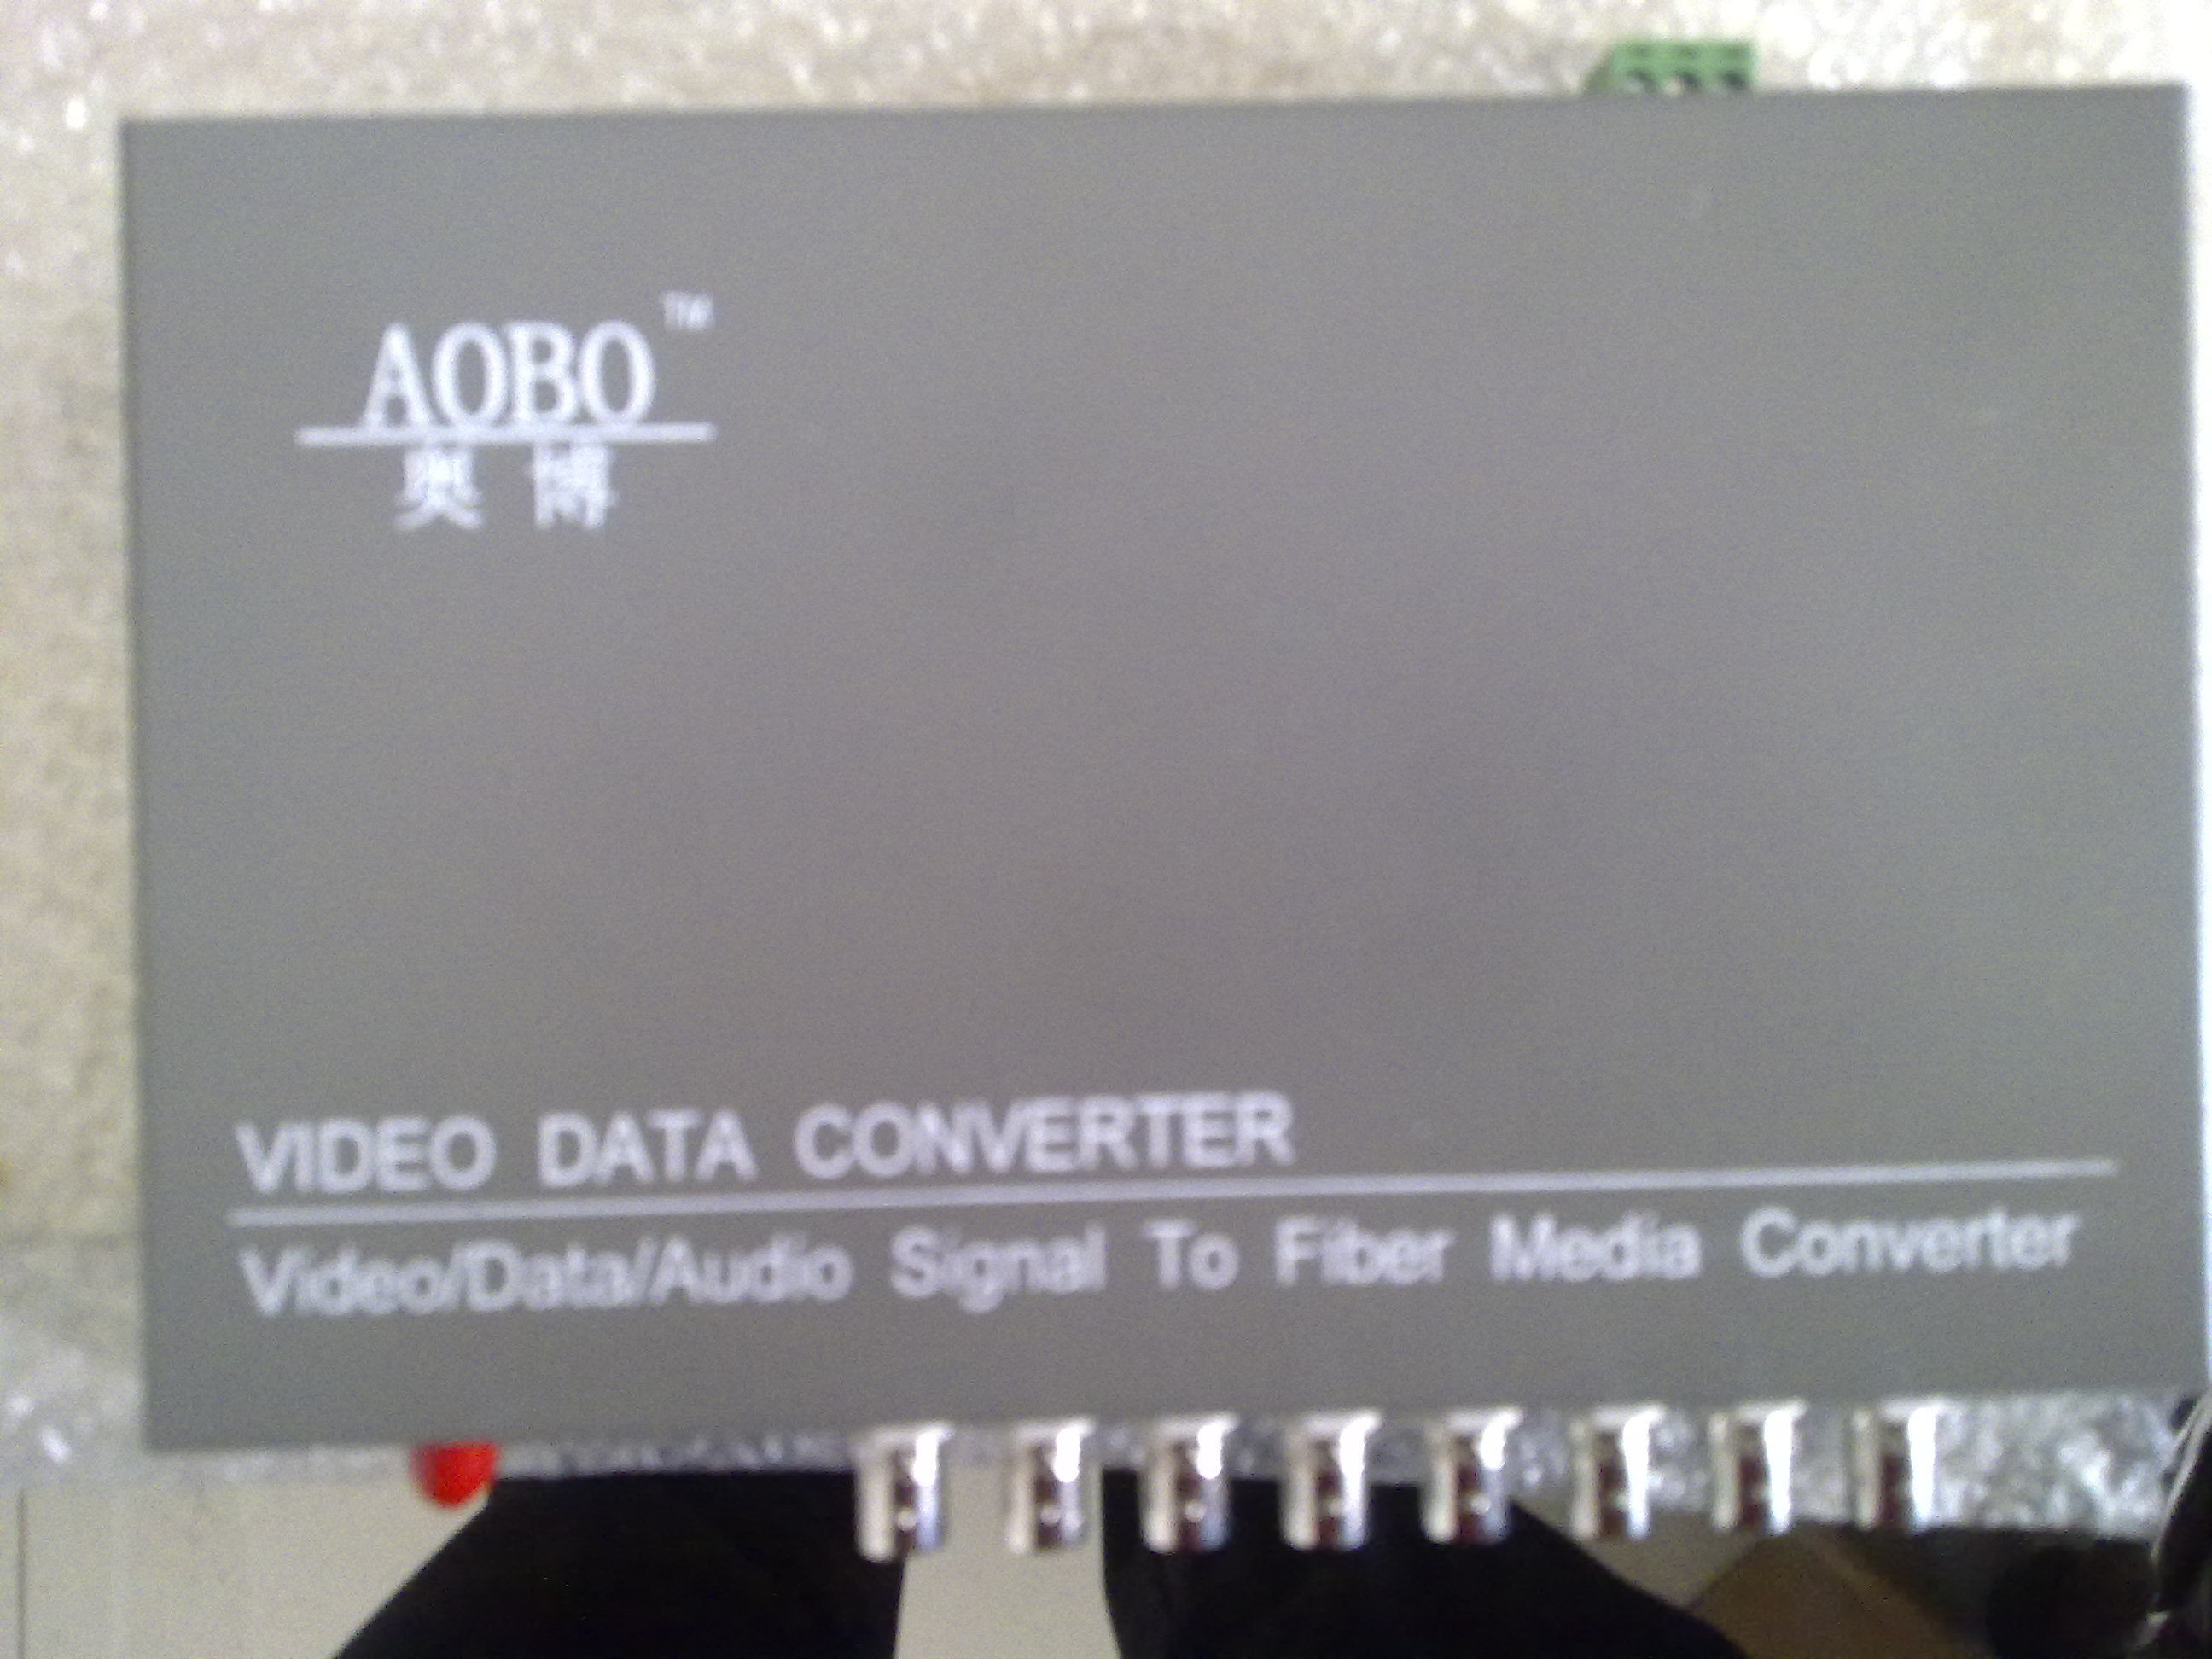 AOBO™
奥博
VIDEO DATA CONVERTER
Video/Data/Audio Signal To Fiber Media Converter